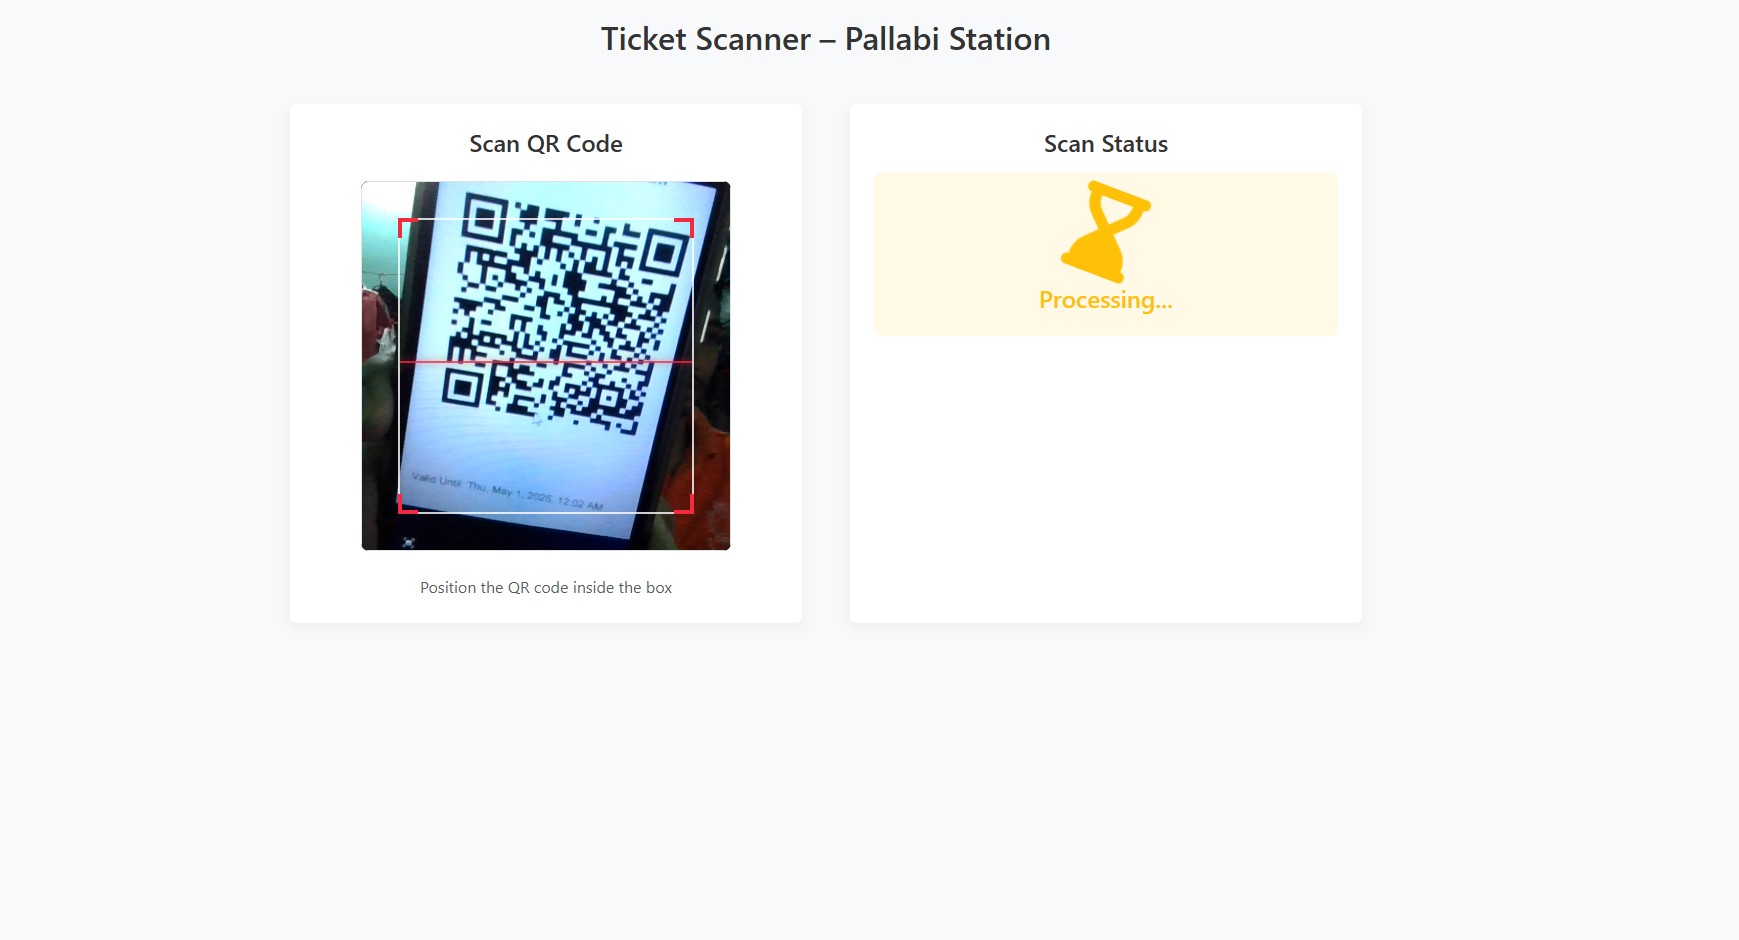 Ticket Scanner – Pallabi Station
Scan QR Code
Valid Until: Thu, May 1, 2025, 12:02 AM
Position the QR code inside the box
Scan Status
Processing...